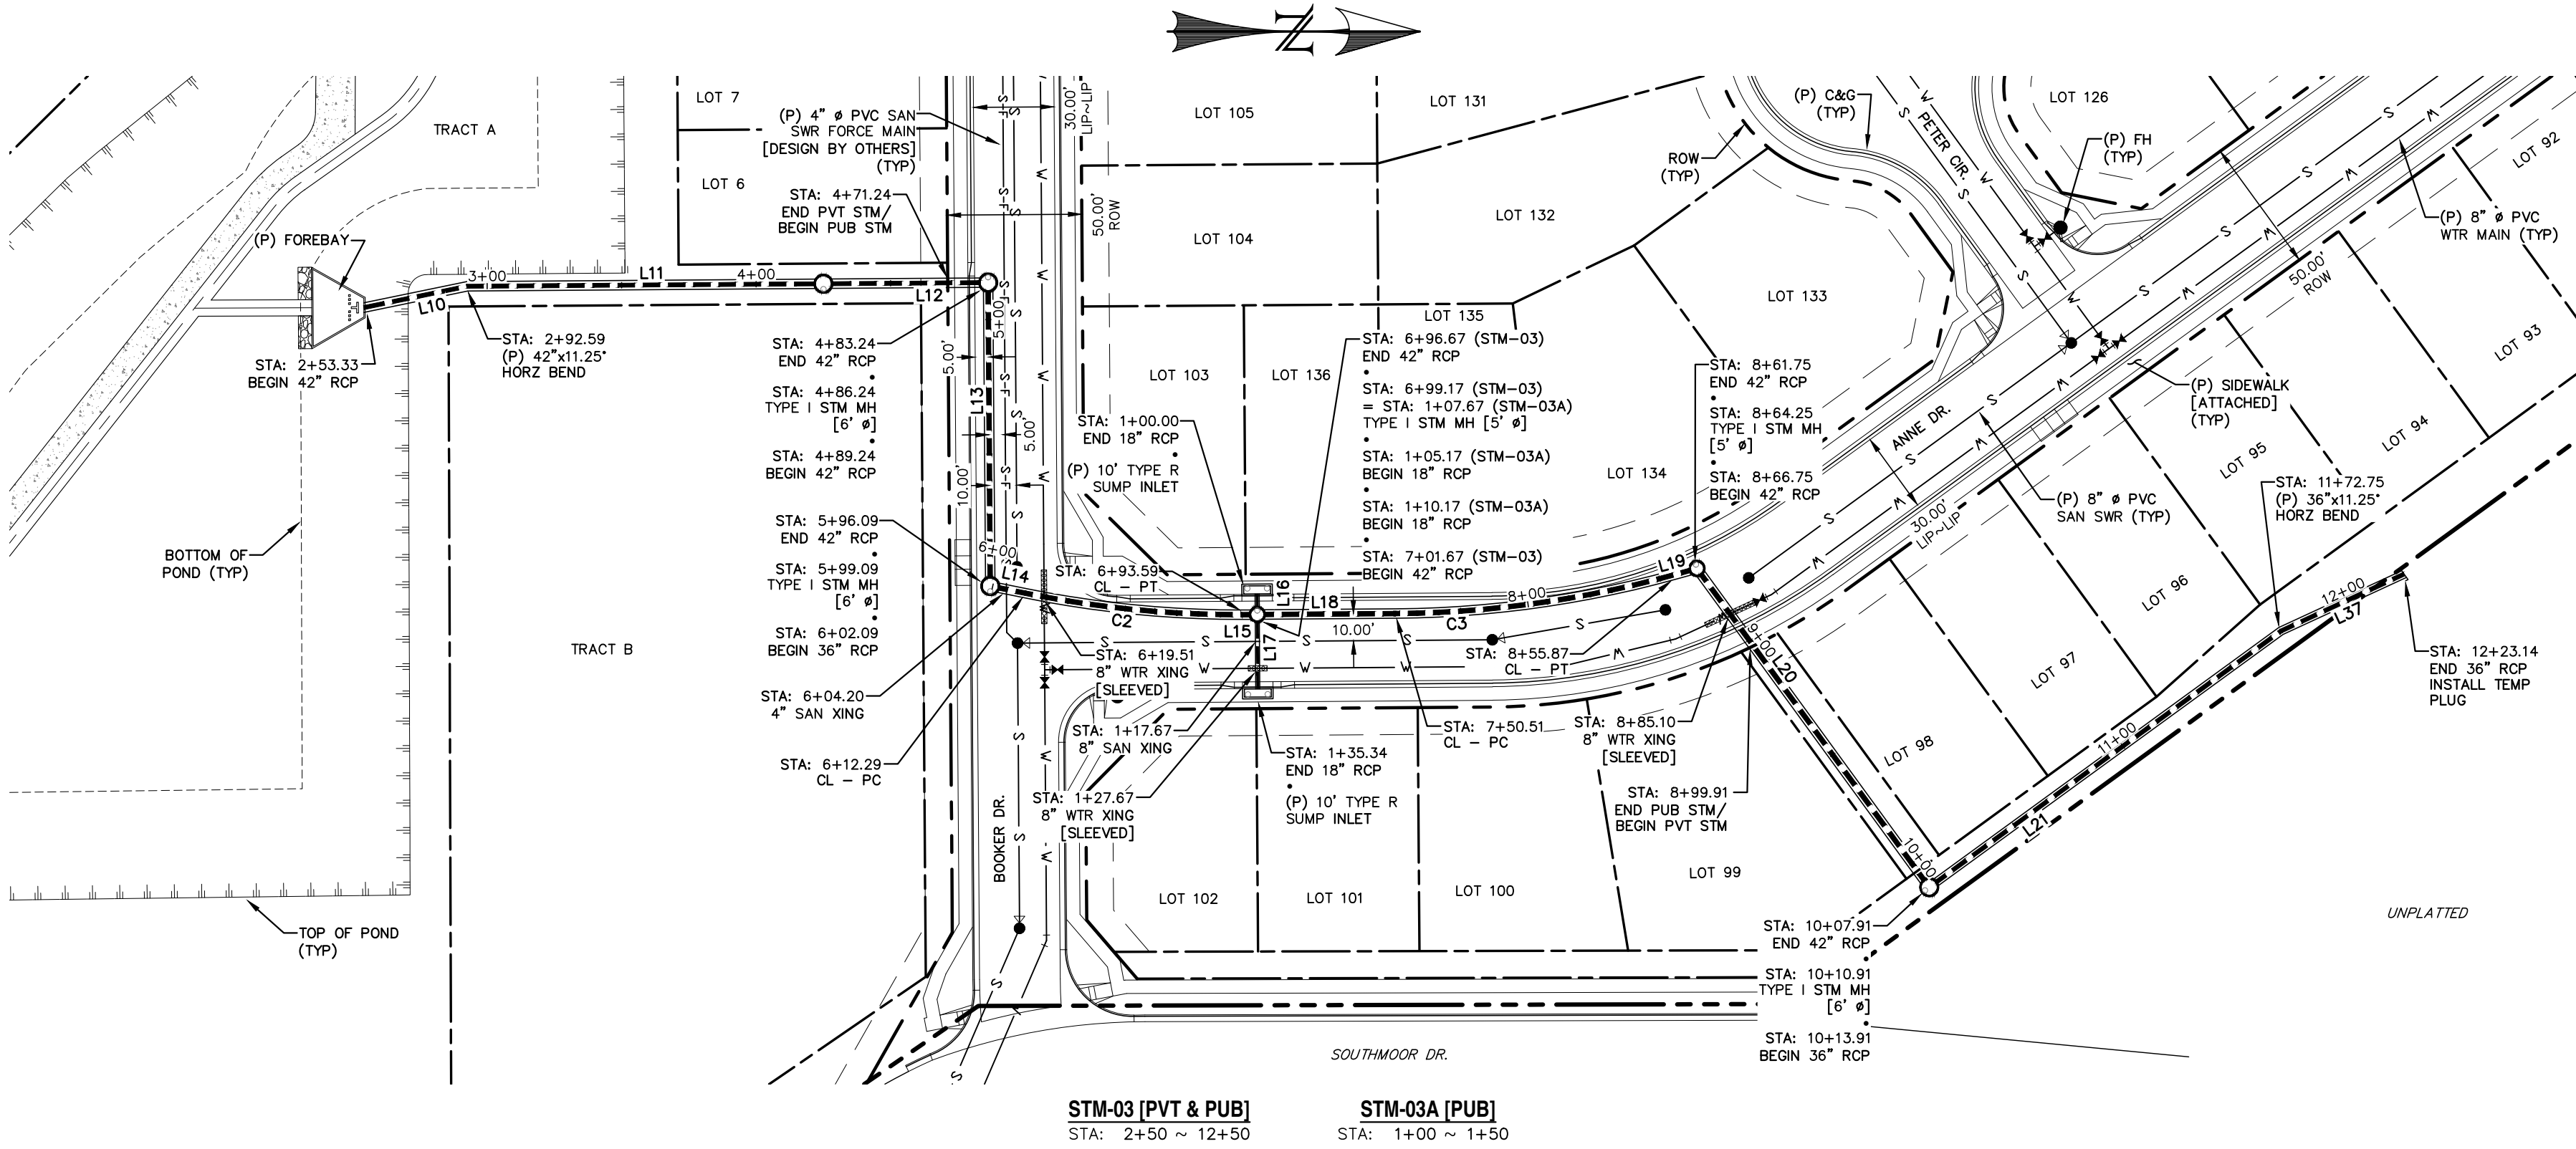 N
LOT 7
TRACT A
(P) 4" ø PVC SAN
SWR FORCE MAIN
[DESIGN BY OTHERS]
(TYP)
LOT 6
STA: 4+71.24
END PVT STM/
BEGIN PUB STM
30.00'
LIP~LIP
50.00'
ROW
LOT 105
LOT 131
LOT 104
LOT 132
ROW
(TYP)
(P) C&G
(TYP)
PETER CIR.
LOT 126
(P) FH
(TYP)
LOT 92
(P) 8" ø PVC
WTR MAIN (TYP)
50.00'
ROW
LOT 93
(P) FOREBAY
L10
3+00
L11
4+00
L12
STA: 2+53.33
BEGIN 42" RCP
STA: 2+92.59
(P) 42"x11.25°
HORZ BEND
STA: 4+83.24
END 42" RCP
•
STA: 4+86.24
TYPE I STM MH
[6' ø]
•
STA: 4+89.24
BEGIN 42" RCP
5+00
5.00'
L13
5.00'
10.00'
LOT 103
LOT 136
LOT 135
LOT 133
STA: 1+00.00
END 18" RCP
•
(P) 10' TYPE R
SUMP INLET
STA: 6+96.67 (STM-03)
END 42" RCP
•
STA: 6+99.17 (STM-03)
= STA: 1+07.67 (STM-03A)
TYPE I STM MH [5' ø]
•
STA: 1+05.17 (STM-03A)
BEGIN 18" RCP
•
STA: 1+10.17 (STM-03A)
BEGIN 18" RCP
•
STA: 7+01.67 (STM-03)
BEGIN 42" RCP
LOT 134
STA: 8+61.75
END 42" RCP
•
STA: 8+64.25
TYPE I STM MH
[5' ø]
•
STA: 8+66.75
BEGIN 42" RCP
ANNE DR.
(P) SIDEWALK
[ATTACHED]
(TYP)
LOT 94
LOT 95
(P) 8" ø PVC
SAN SWR (TYP)
30.00'
LIP~LIP
STA: 11+72.75
(P) 36"x11.25°
HORZ BEND
LOT 96
BOTTOM OF
POND (TYP)
STA: 5+96.09
END 42" RCP
•
STA: 5+99.09
TYPE I STM MH
[6' ø]
•
STA: 6+02.09
BEGIN 36" RCP
6+00
L14
STA: 6+93.59
CL – PT
C2
L15
L16
L17
L18
10.00'
8+00
C3
L19
STA: 8+55.87
CL – PT
9+00
L20
12+00
L37
STA: 12+23.14
END 36" RCP
INSTALL TEMP
PLUG
LOT 97
TRACT B
STA: 6+04.20
4" SAN XING
STA: 6+19.51
8" WTR XING
[SLEEVED]
STA: 1+17.67
8" SAN XING
STA: 7+50.51
CL – PC
STA: 8+85.10
8" WTR XING
[SLEEVED]
LOT 98
11+00
L21
STA: 6+12.29
CL – PC
STA: 1+35.34
END 18" RCP
•
(P) 10' TYPE R
SUMP INLET
STA: 1+27.67
8" WTR XING
[SLEEVED]
STA: 8+99.91
END PUB STM/
BEGIN PVT STM
BOOKER DR.
10+00
LOT 102
LOT 101
LOT 100
LOT 99
UNPLATTED
TOP OF POND
(TYP)
STA: 10+07.91
END 42" RCP
•
STA: 10+10.91
TYPE I STM MH
[6' ø]
•
STA: 10+13.91
BEGIN 36" RCP
SOUTHMOOR DR.
STM-03 [PVT & PUB]
STA: 2+50 ~ 12+50
STM-03A [PUB]
STA: 1+00 ~ 1+50